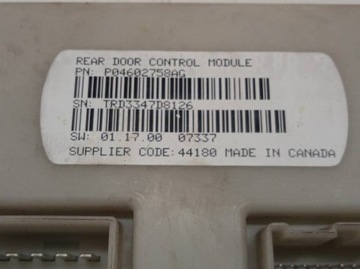 REAR DOOR CONTROL MODULE
PN: P04602758AG
SN: TRD3347D8126
SW: 01.17.00 07337
SUPPLIER CODE: 44180 MADE IN CANADA